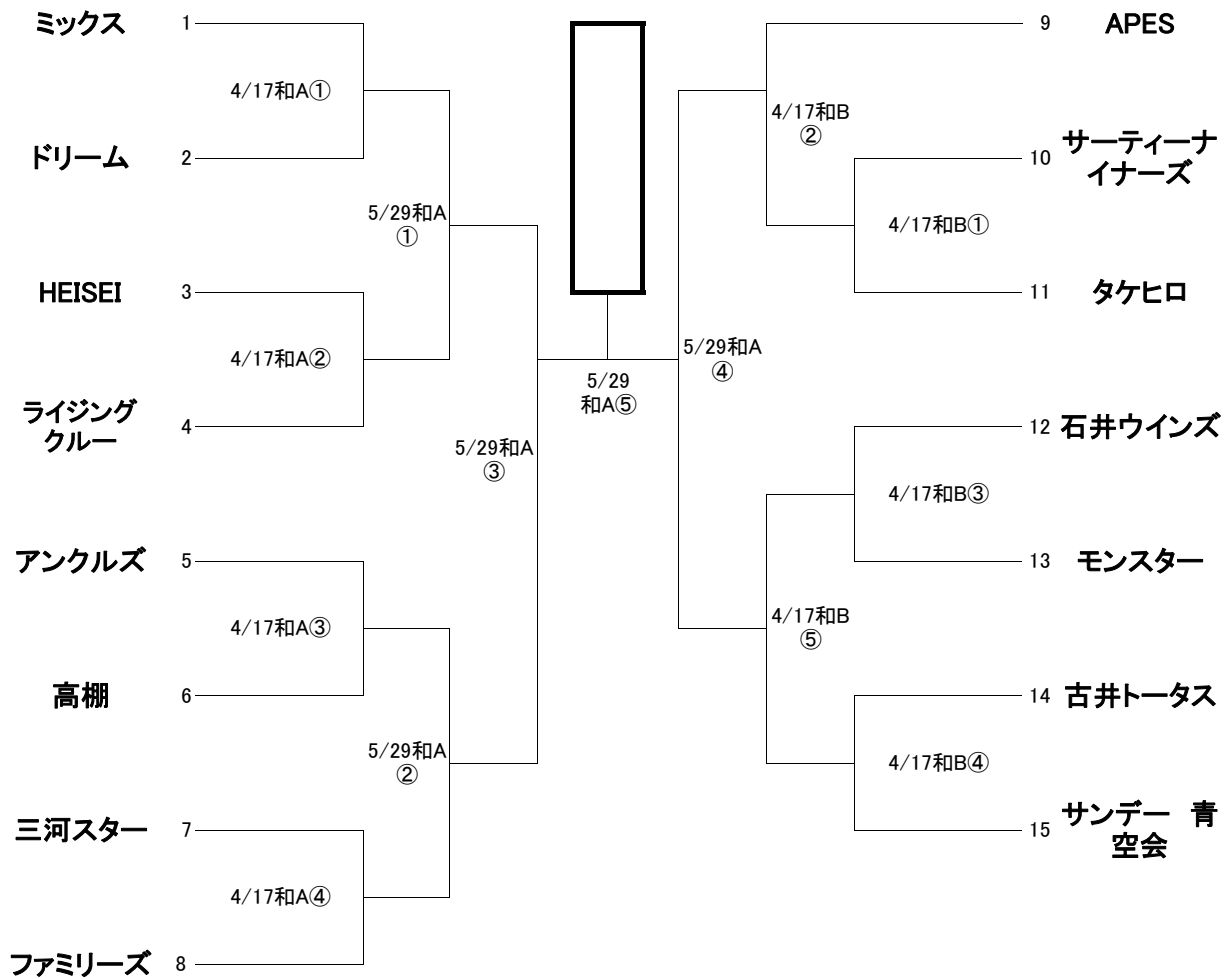 ミックス 1
4/17和A①
ドリーム 2
5/29和A
①
HEISEI 3
4/17和A②
ライジング
クルー 4
5/29和A
③
アンクルズ 5
4/17和A③
高棚 6
5/29和A
②
三河スター 7
4/17和A④
ファミリーズ 8
5/29
和A⑤
9 APES
4/17和B
②
10 サーティーナ
イナーズ
4/17和B①
11 タケヒロ
5/29和A
④
12 石井ウインズ
4/17和B③
13 モンスター
4/17和B
⑤
14 古井トータス
4/17和B④
15 サンデー　青
空会